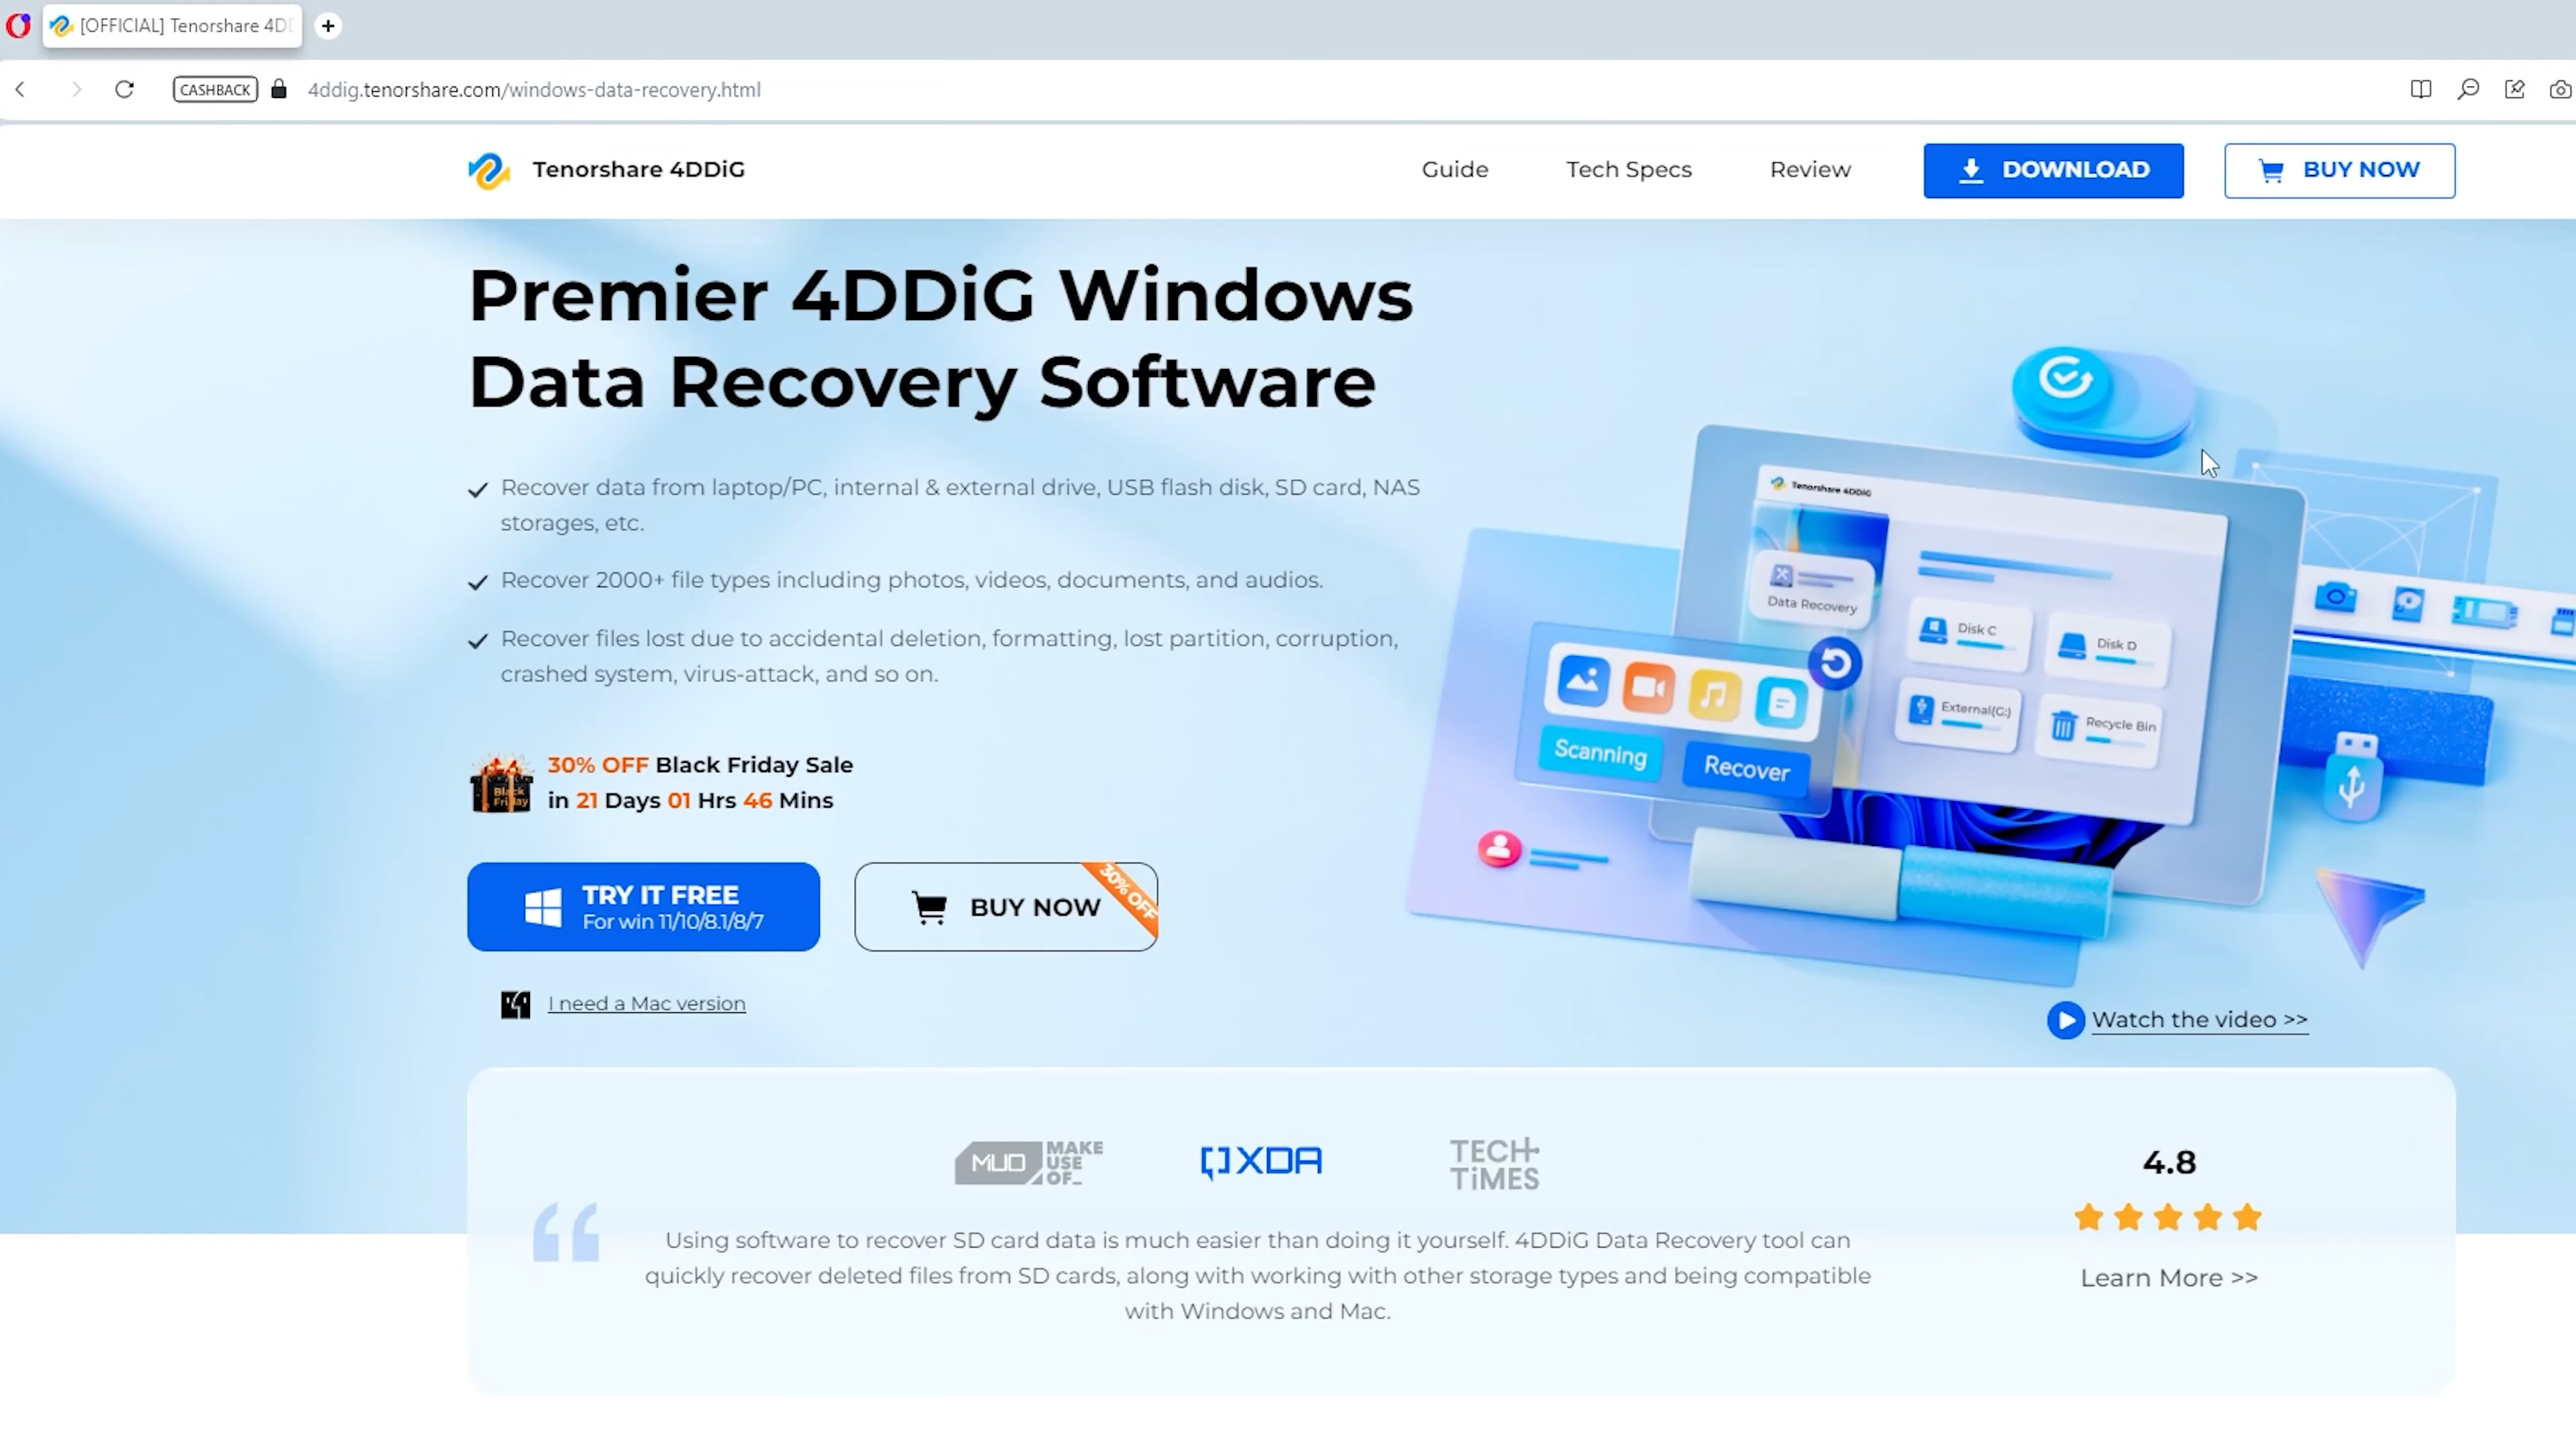 [OFFICIAL] Tenorshare 4D
CASHBACK
4ddig.tenorshare.com/windows-data-recovery.html
Tenorshare 4DDiG
Guide
Tech Specs
Review
DOWNLOAD
BUY NOW
Premier 4DDiG Windows
Data Recovery Software
Recover data from laptop/PC, internal & external drive, USB flash disk, SD card, NAS
storages, etc.
Recover 2000+ file types including photos, videos, documents, and audios.
Recover files lost due to accidental deletion, formatting, lost partition, corruption,
crashed system, virus-attack, and so on.
Black
Friday
30% OFF Black Friday Sale
in 21 Days 01 Hrs 46 Mins
TRY IT FREE
For win 11/10/8.1/8/7
BUY NOW
30% OFF
I need a Mac version
Tenorshare 4DDiG
Data Recovery
Disk C
Disk D
External(G:)
Recycle Bin
Scanning
Recover
Watch the video >>
MUO MAKE
USE
OF_
XDA
TECH
TiMES
4.8
Using software to recover SD card data is much easier than doing it yourself. 4DDiG Data Recovery tool can
quickly recover deleted files from SD cards, along with working with other storage types and being compatible
with Windows and Mac.
Learn More >>